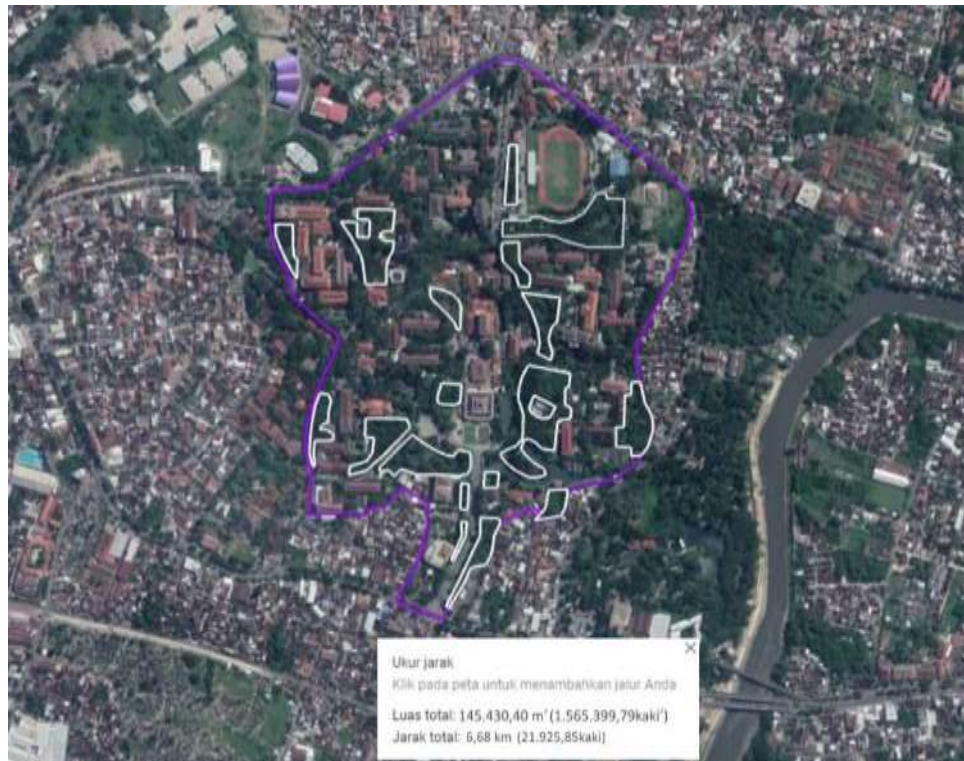 Ukur jarak
Klik pada peta untuk menambahkan jalur Anda
Luas total: 145.430,40 m² (1.565.399,79kaki²)
Jarak total: 6,68 km (21.925,85kaki)